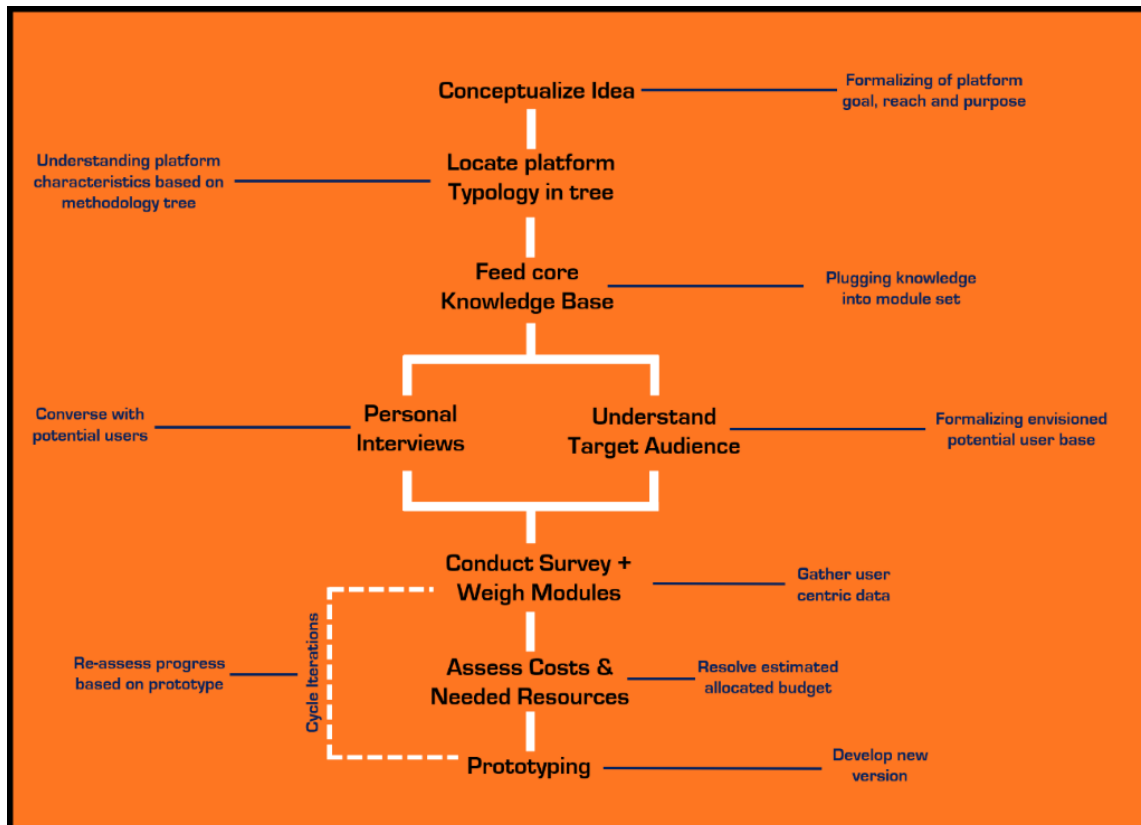 Conceptualize Idea
Formalizing of platform
goal, reach and purpose
Understanding platform
characteristics based on
methodology tree
Locate platform
Typology in tree
Feed core
Knowledge Base
Plugging knowledge
into module set
Converse with
potential users
Personal
Interviews
Understand
Target Audience
Formalizing envisioned
potential user base
Conduct Survey +
Weigh Modules
Gather user
centric data
Cycle Iterations
Re-assess progress
based on prototype
Assess Costs &
Needed Resources
Resolve estimated
allocated budget
Prototyping
Develop new
version